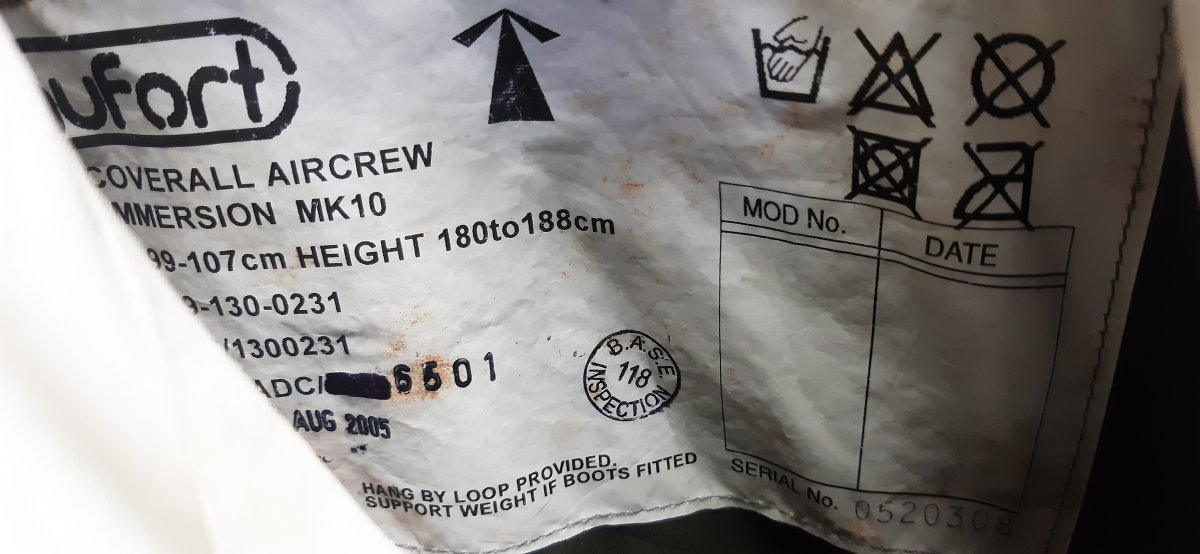 ufort
COVERALL AIRCREW
MMERSION MK10
99-107cm HEIGHT 180to188cm
9-130-0231
/1300231
ADC/ 6601
AUG 2005
HANG BY LOOP PROVIDED.
SUPPORT WEIGHT IF BOOTS FITTED
B.A.S.E
118
INSPECTION
MOD No. DATE
SERIAL No. 0520308